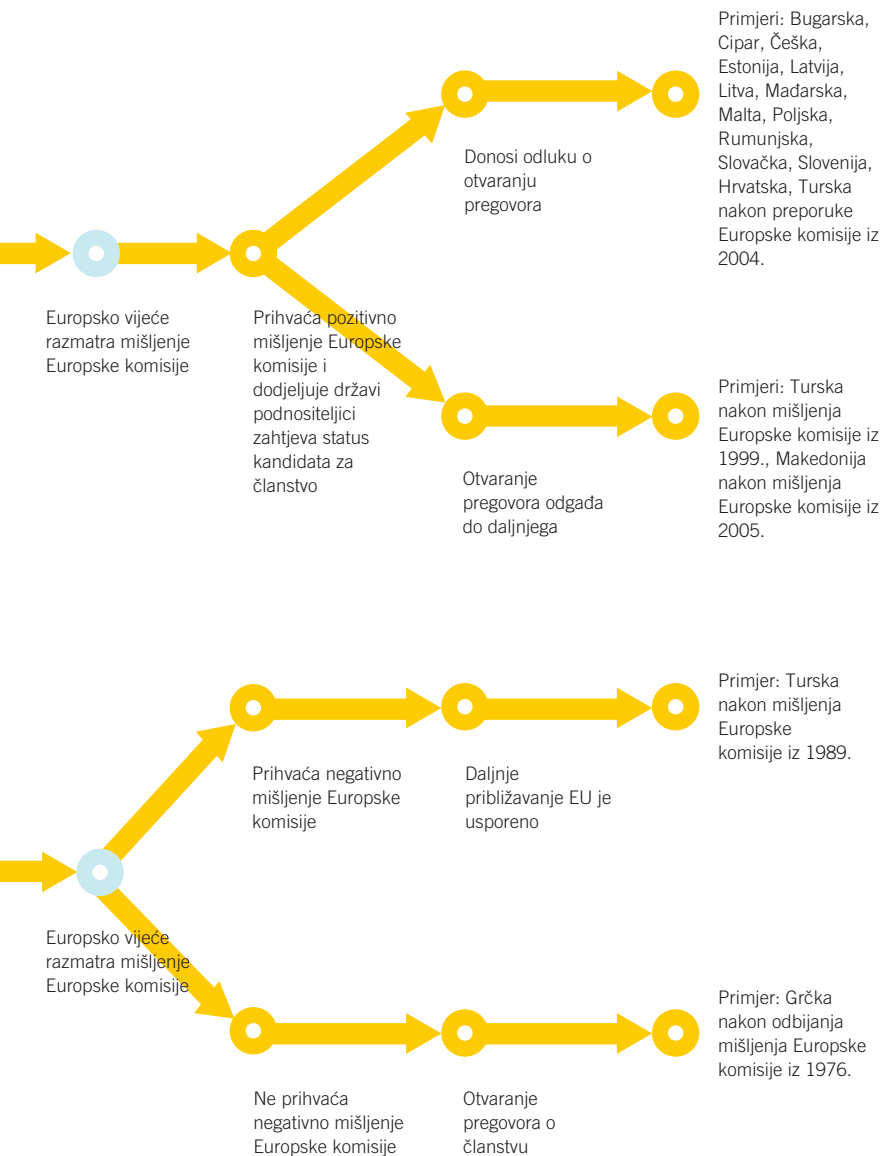 Europsko vijeće
razmatra mišljenje
Europske komisije
Prihvaća pozitivno
mišljenje Europske
komisije i
dodjeljuje državi
podnositeljici
zahtjeva status
kandidata za
članstvo
Donosi odluku o
otvaranju
pregovora
Primjeri: Bugarska,
Cipar, Češka,
Estonija, Latvija,
Litva, Mađarska,
Malta, Poljska,
Rumunjska,
Slovačka, Slovenija,
Hrvatska, Turska
nakon preporuke
Europske komisije iz
2004.
Otvaranje
pregovora odgađa
do daljnjega
Primjeri: Turska
nakon mišljenja
Europske komisije iz
1999., Makedonija
nakon mišljenja
Europske komisije iz
2005.
Europsko vijeće
razmatra mišljenje
Europske komisije
Prihvaća negativno
mišljenje Europske
komisije
Daljnje
približavanje EU je
usporeno
Primjer: Turska
nakon mišljenja
Europske
komisije iz 1989.
Ne prihvaća
negativno mišljenje
Europske komisije
Otvaranje
pregovora o
članstvu
Primjer: Grčka
nakon odbijanja
mišljenja Europske
komisije iz 1976.